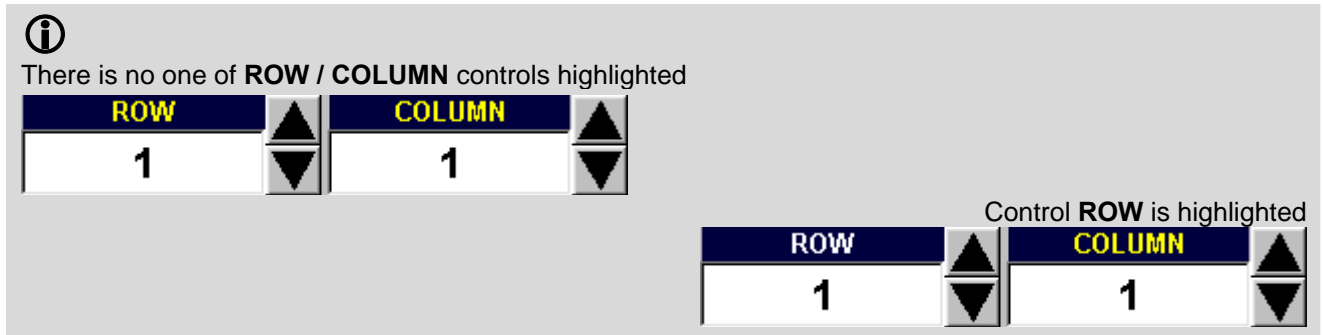 There is no one of ROW / COLUMN controls highlighted
ROW COLUMN
1 1
Control ROW is highlighted
ROW COLUMN
1 1